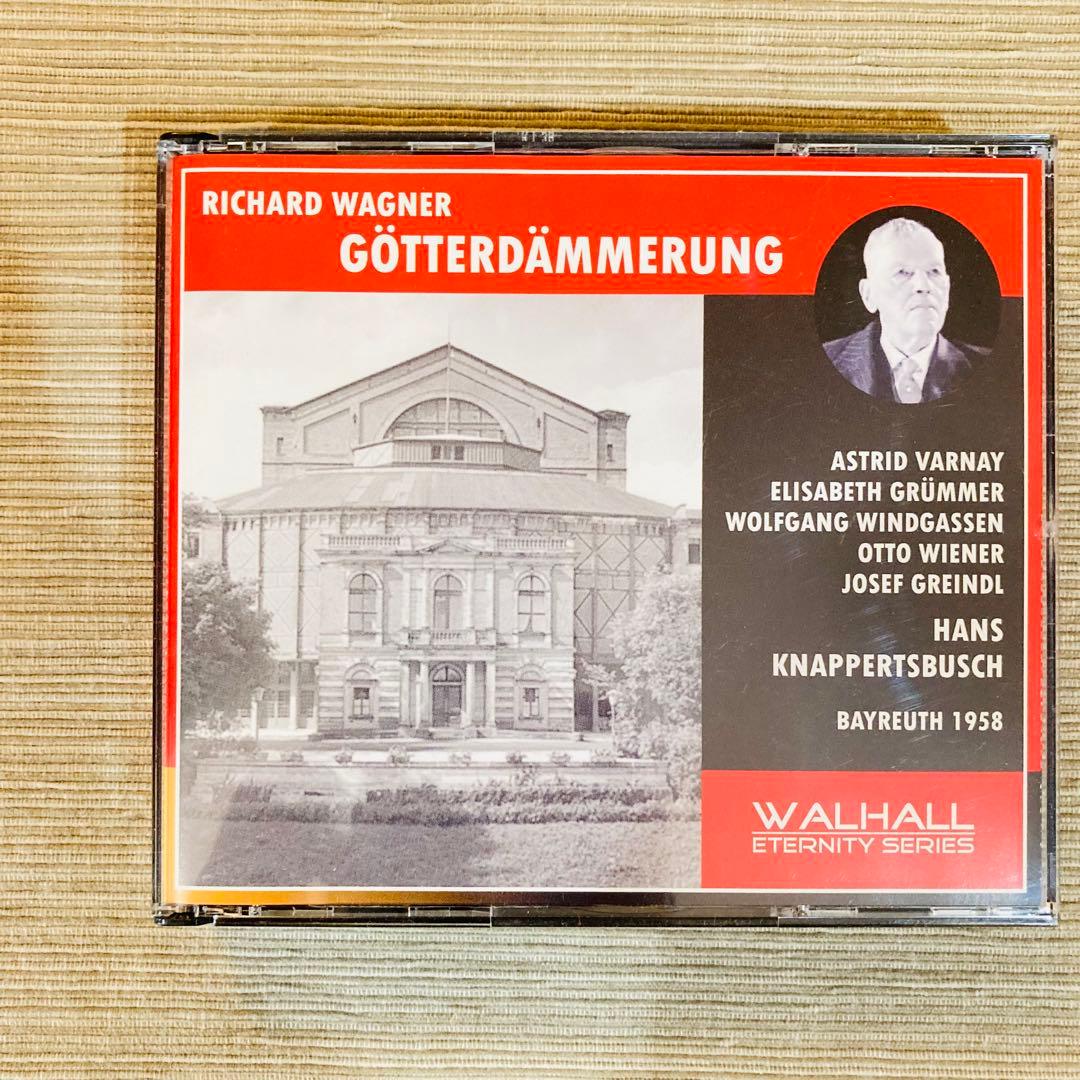 RICHARD WAGNER
GÖTTERDÄMMERUNG
ASTRID VARNAY
ELISABETH GRÜMMER
WOLFGANG WINDGASSEN
OTTO WIENER
JOSEF GREINDL
HANS
KNAPPERTSBUSCH
BAYREUTH 1958
WALHALL
ETERNITY SERIES